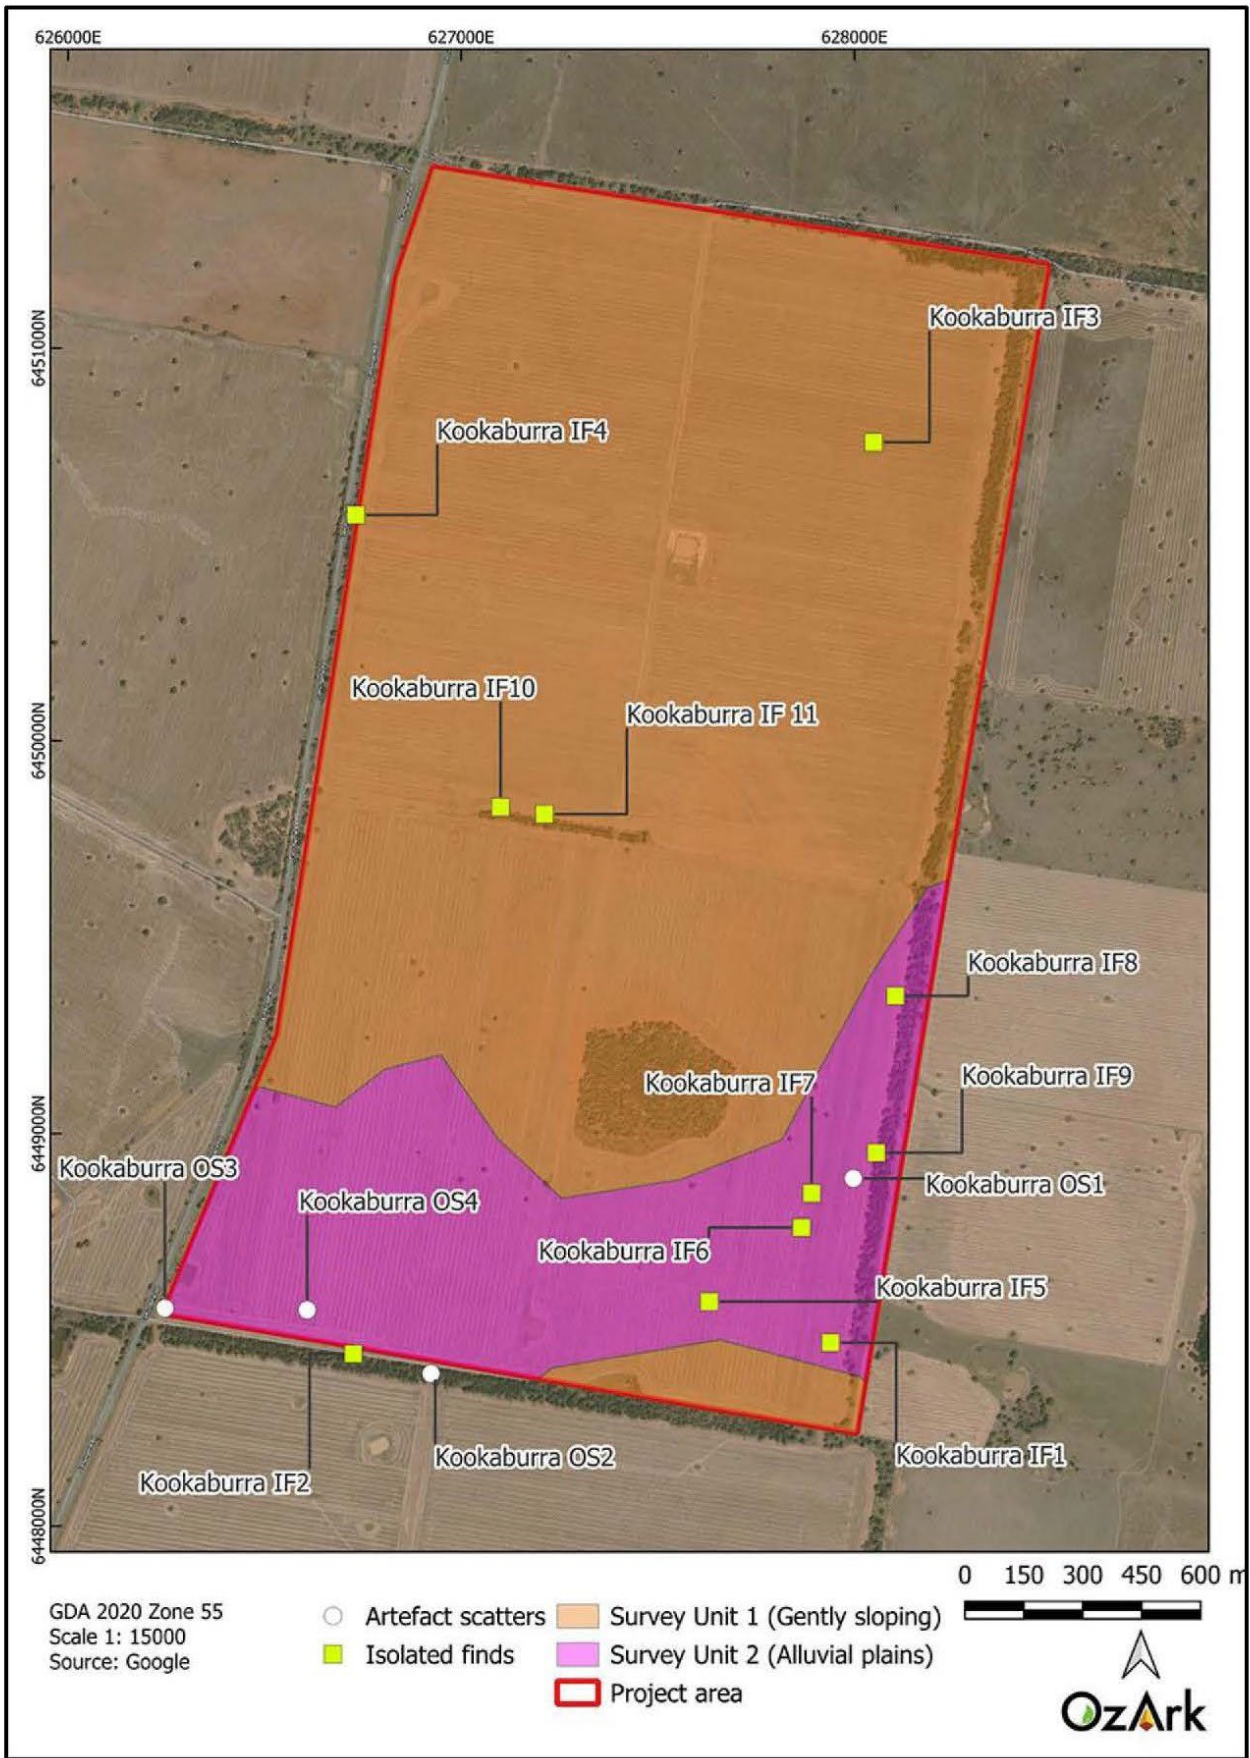 626000E
627000E
628000E
6451000N
6450000N
6449000N
6448000N
Kookaburra IF3
Kookaburra IF4
Kookaburra IF10
Kookaburra IF 11
Kookaburra IF8
Kookaburra IF7
Kookaburra IF9
Kookaburra OS3
Kookaburra OS1
Kookaburra OS4
Kookaburra IF6
Kookaburra IF5
Kookaburra OS2
Kookaburra IF1
Kookaburra IF2
0 150 300 450 600 m
GDA 2020 Zone 55
Scale 1: 15000
Source: Google
Artefact scatters
Isolated finds
Survey Unit 1 (Gently sloping)
Survey Unit 2 (Alluvial plains)
Project area
OzArk